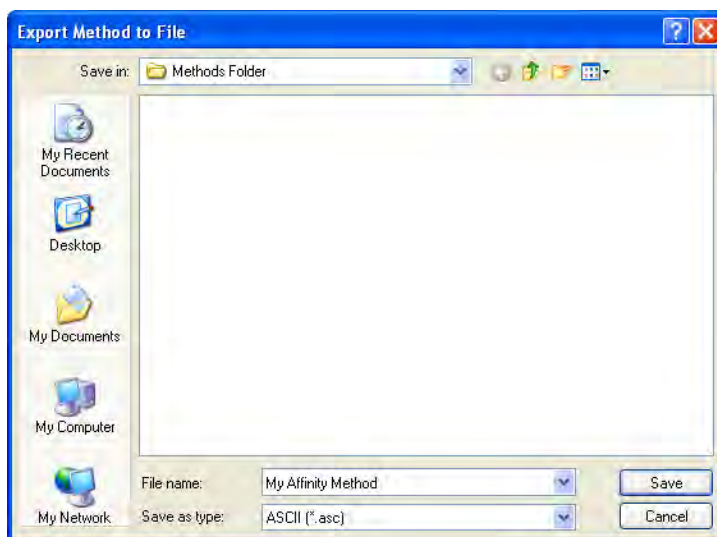 Export Method to File
?
Save in: Methods Folder
My Recent
Documents
Desktop
My Documents
My Computer
My Network
File name: My Affinity Method Save
Save as type: ASCII (*.asc) Cancel